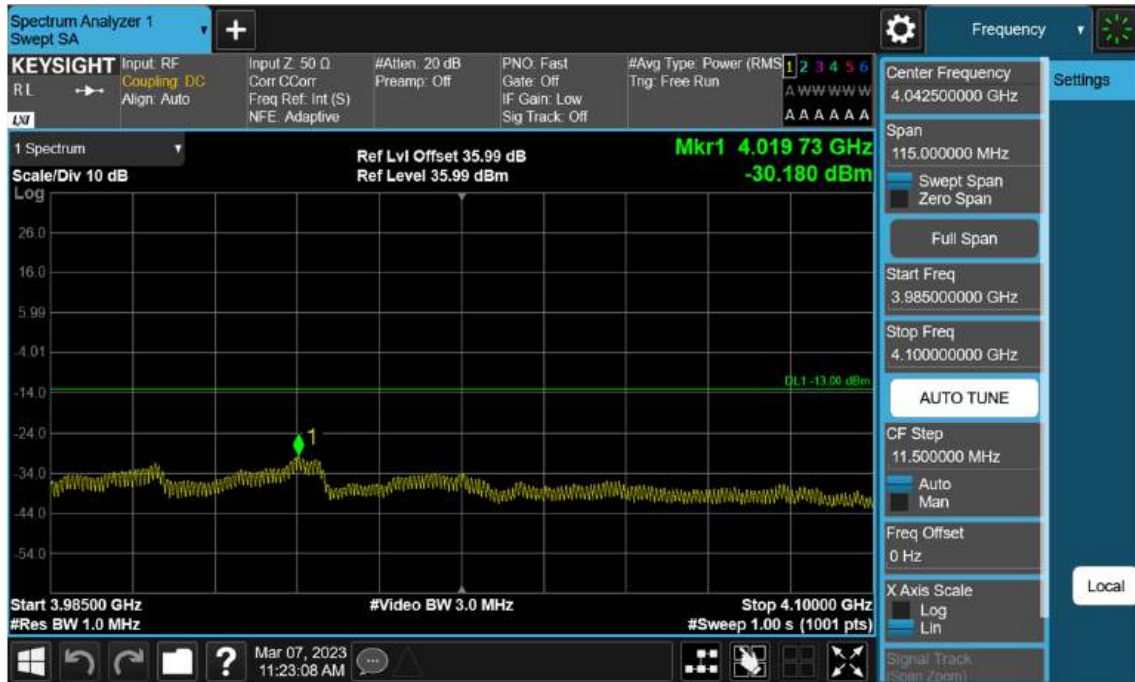 Spectrum Analyzer 1
Swept SA
Frequency
KEYSIGHT
RL
LXI
Input: RF
Coupling: DC
Align: Auto
Input Z: 50 Ω
Corr CCorr
Freq Ref: Int (S)
NFE: Adaptive
#Atten: 20 dB
Preamp: Off
PNO: Fast
Gate: Off
IF Gain: Low
Sig Track: Off
#Avg Type: Power (RMS
Trig: Free Run
1 2 3 4 5 6
A W W W W W
A A A A A A
1 Spectrum
Scale/Div 10 dB
Ref Lvl Offset 35.99 dB
Ref Level 35.99 dBm
Mkr1 4.019 73 GHz
-30.180 dBm
Log
26.0
16.0
5.99
-4.01
-14.0
-24.0
-34.0
-44.0
-54.0
DL1 -13.00 dBm
1
Start 3.98500 GHz
#Res BW 1.0 MHz
#Video BW 3.0 MHz
Stop 4.10000 GHz
#Sweep 1.00 s (1001 pts)
Mar 07, 2023
11:23:08 AM
Center Frequency
4.042500000 GHz
Span
115.000000 MHz
Swept Span
Zero Span
Full Span
Start Freq
3.985000000 GHz
Stop Freq
4.100000000 GHz
AUTO TUNE
CF Step
11.500000 MHz
Auto
Man
Freq Offset
0 Hz
X Axis Scale
Log
Lin
Signal Track
(Span Zoom)
Settings
Local